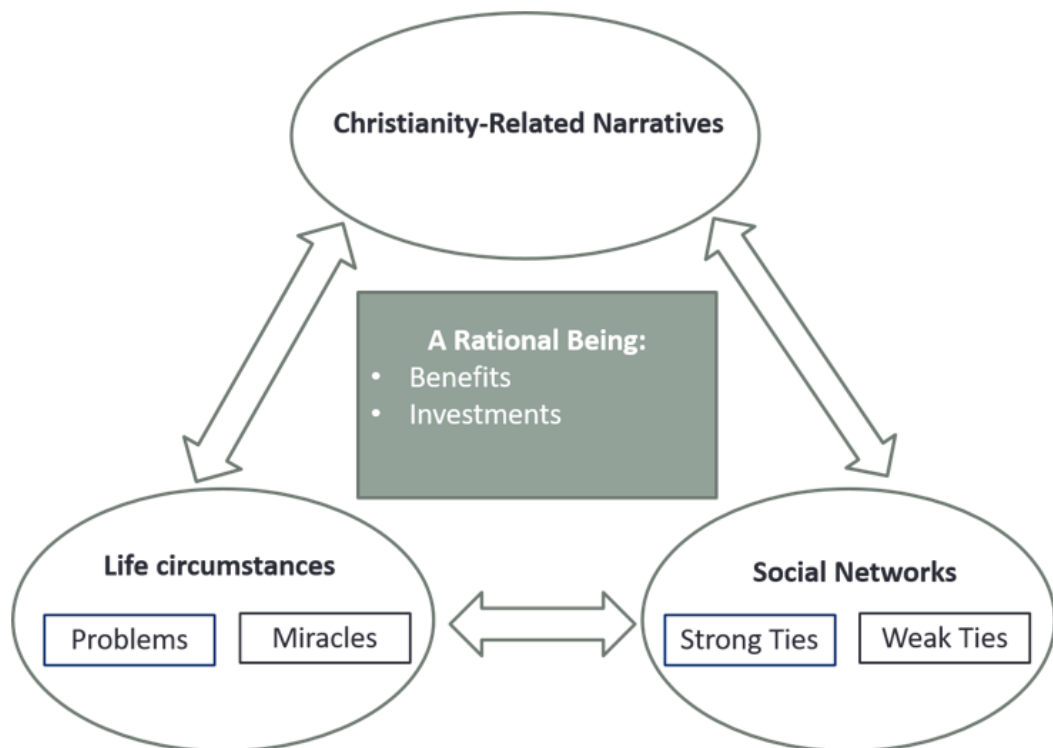 Christianity-Related Narratives
A Rational Being:
• Benefits
• Investments
Life circumstances
Problems
Miracles
Social Networks
Strong Ties
Weak Ties